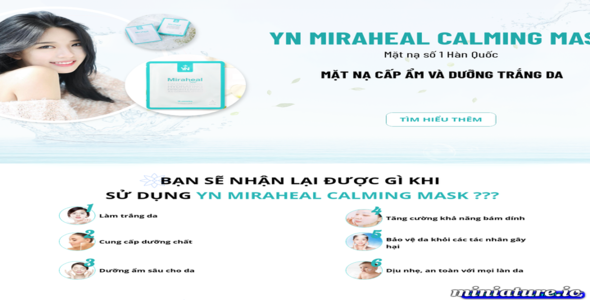 YN MIRAHEAL CALMING MAS
Mặt nạ số 1 Hàn Quốc
MẶT NẠ CẤP ẨM VÀ DƯỠNG TRẮNG DA
Miraheal
TÌM HIỂU THÊM
BẠN SẼ NHẬN LẠI ĐƯỢC GÌ KHI
SỬ DỤNG YN MIRAHEAL CALMING MASK ???
1 Làm trắng da
2 Cung cấp dưỡng chất
3 Dưỡng ẩm sâu cho da
4 Tăng cường khả năng bám dính
5 Bảo vệ da khỏi các tác nhân gây
hại
6 Dịu nhẹ, an toàn với mọi làn da
miniature.io